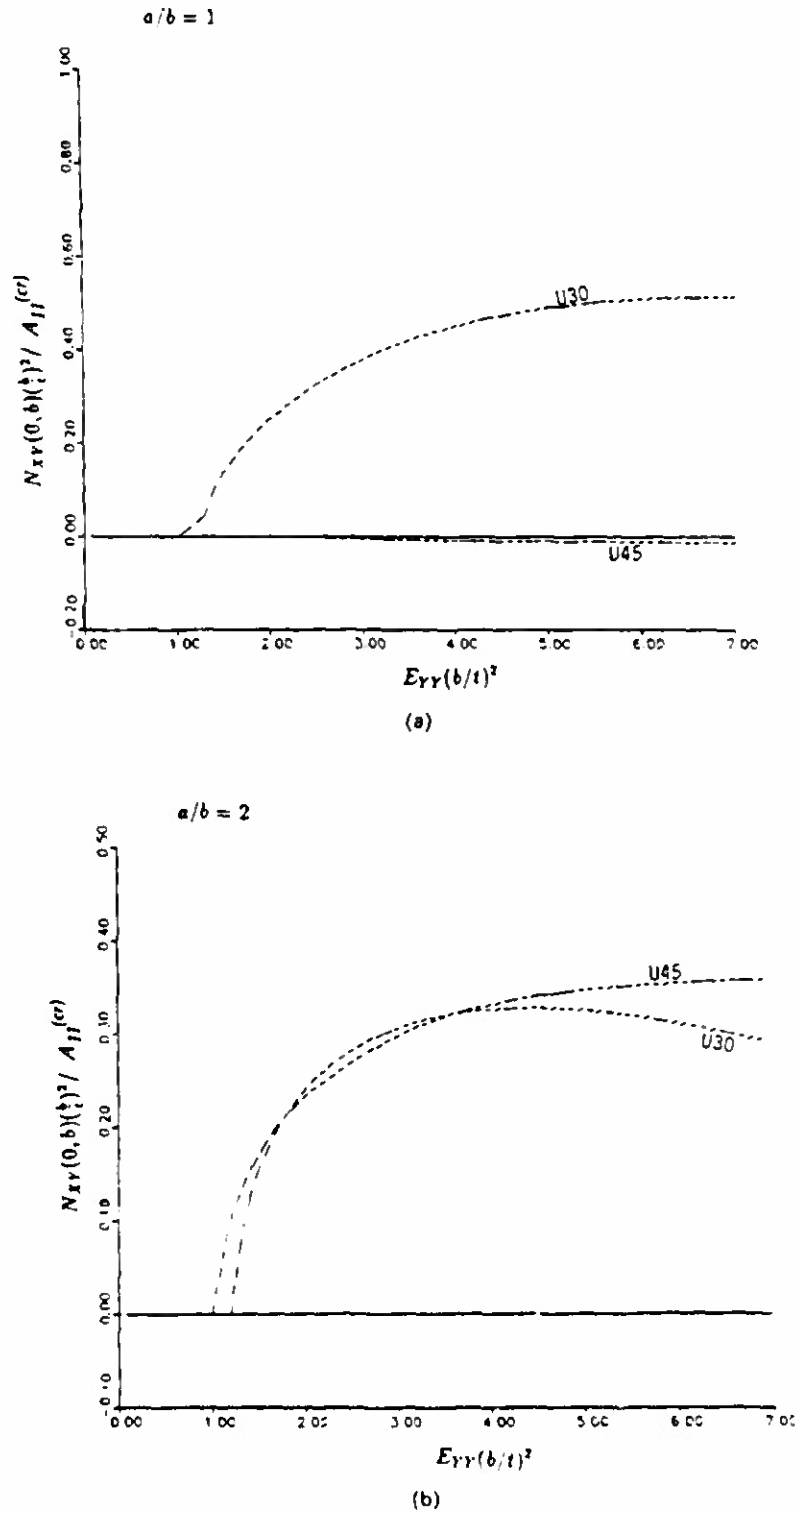 a/b = 1
1.00
0.80
0.60
0.40
0.20
0.00
-0.20
N_XY(0,b)(b/t)²/ A_11^(cr)
U30
U45
0.00 1.00 2.00 3.00 4.00 5.00 6.00 7.00
E_YY(b/t)²
(a)
a/b = 2
0.50
0.40
0.30
0.20
0.10
0.00
-0.10
N_XY(0,b)(b/t)²/ A_11^(cr)
U45
U30
0.00 1.00 2.00 3.00 4.00 5.00 6.00 7.00
E_YY(b/t)²
(b)